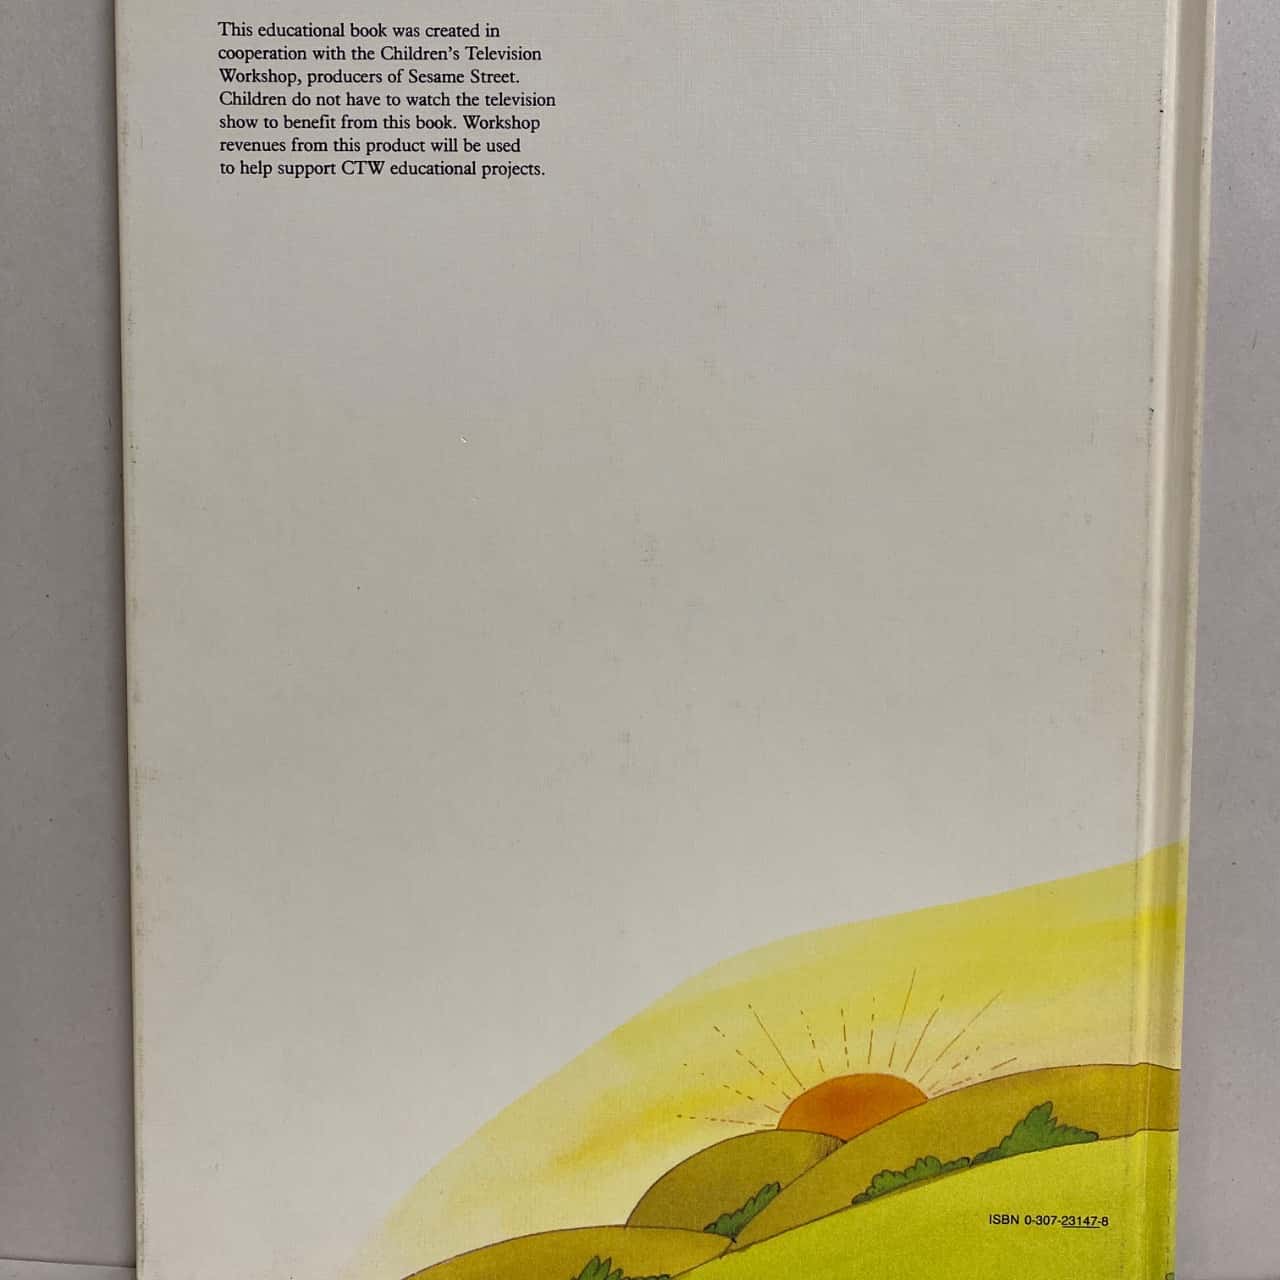 This educational book was created in
cooperation with the Children's Television
Workshop, producers of Sesame Street.
Children do not have to watch the television
show to benefit from this book. Workshop
revenues from this product will be used
to help support CTW educational projects.
ISBN 0-307-23147-8